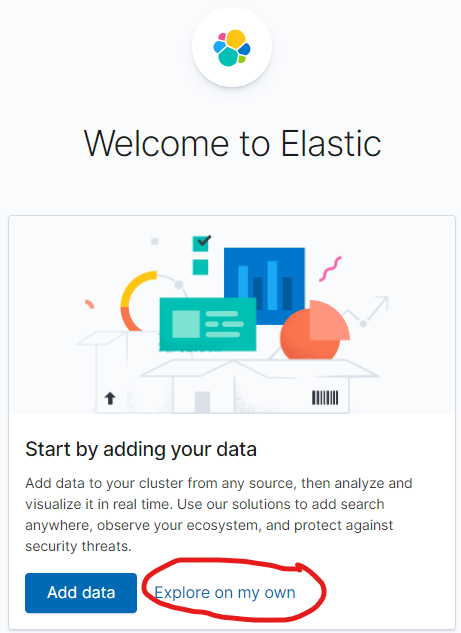 Welcome to Elastic
Start by adding your data
Add data to your cluster from any source, then analyze and
visualize it in real time. Use our solutions to add search
anywhere, observe your ecosystem, and protect against
security threats.
Add data
Explore on my own